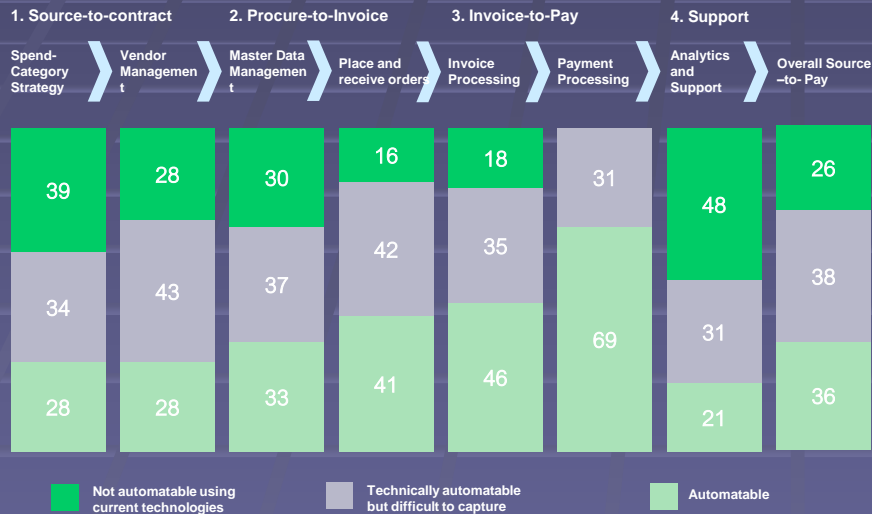 1. Source-to-contract
2. Procure-to-Invoice
3. Invoice-to-Pay
4. Support
Spend-
Category
Strategy
Vendor
Managemen
t
Master Data
Managemen
t
Place and
receive orders
Invoice
Processing
Payment
Processing
Analytics
and
Support
Overall Source
–to- Pay
39
34
28
28
43
28
30
37
33
16
42
41
18
35
46
31
69
48
31
21
26
38
36
Not automatable using
current technologies
Technically automatable
but difficult to capture
Automatable